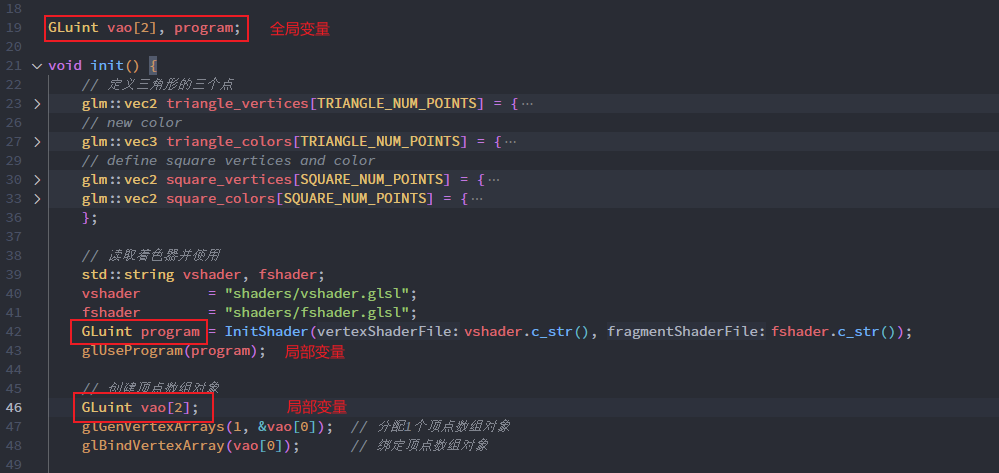 18
19 GLuint vao[2], program; 全局变量
20
21 void init() {
22 // 定义三角形的三个点
23 glm::vec2 triangle_vertices[TRIANGLE_NUM_POINTS] = {…
26 // new color
27 glm::vec3 triangle_colors[TRIANGLE_NUM_POINTS] = {…
29 // define square vertices and color
30 glm::vec2 square_vertices[SQUARE_NUM_POINTS] = {…
33 glm::vec2 square_colors[SQUARE_NUM_POINTS] = {…
36 };
37
38 // 读取着色器并使用
39 std::string vshader, fshader;
40 vshader = "shaders/vshader.glsl";
41 fshader = "shaders/fshader.glsl";
42 GLuint program = InitShader(vertexShaderFile: vshader.c_str(), fragmentShaderFile: fshader.c_str());
43 glUseProgram(program); 局部变量
44
45 // 创建顶点数组对象
46 GLuint vao[2]; 局部变量
47 glGenVertexArrays(1, &vao[0]); // 分配1个顶点数组对象
48 glBindVertexArray(vao[0]); // 绑定顶点数组对象
49